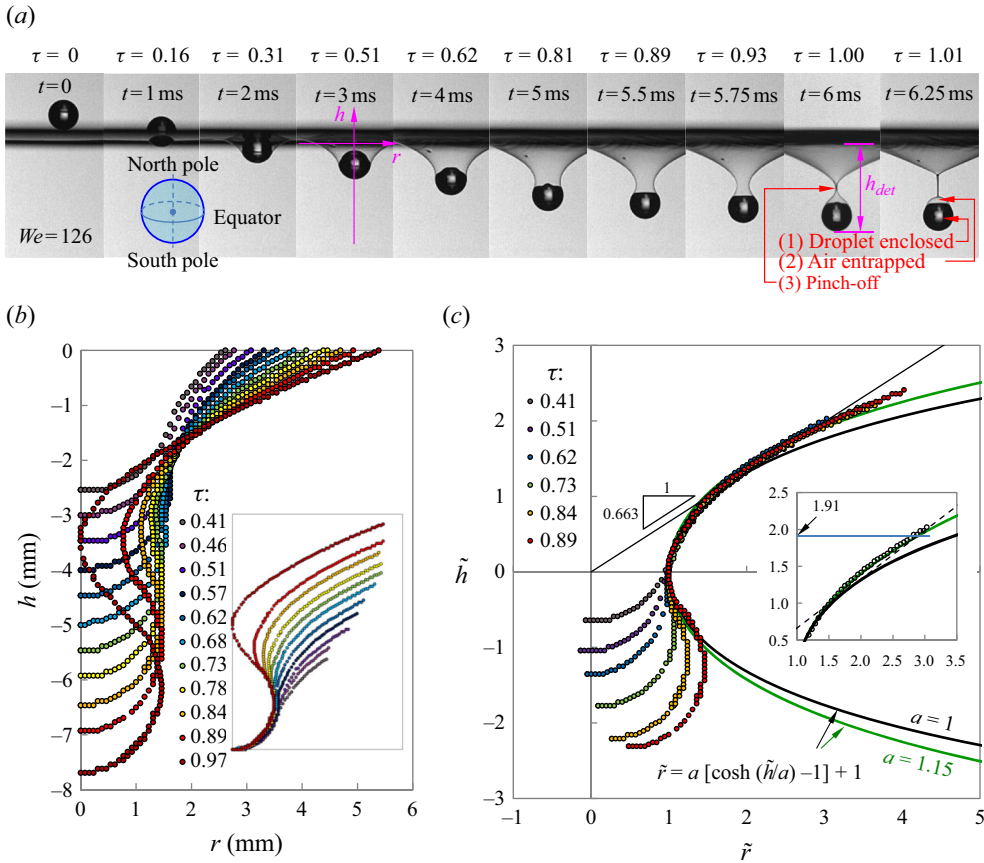 (a)
τ = 0 τ = 0.16 τ = 0.31 τ = 0.51 τ = 0.62 τ = 0.81 τ = 0.89 τ = 0.93 τ = 1.00 τ = 1.01
t=0 t=1 ms t=2 ms t=3 ms t=4 ms t=5 ms t=5.5 ms t=5.75 ms t=6 ms t=6.25 ms
h
r
North pole
Equator
South pole
We=126
h_det
(1) Droplet enclosed
(2) Air entrapped
(3) Pinch-off
(b)
0
–1
–2
–3
–4
–5
–6
–7
–8
h (mm)
τ:
0.41
0.46
0.51
0.57
0.62
0.68
0.73
0.78
0.84
0.89
0.97
0 1 2 3 4 5 6
r (mm)
(c)
3
2
1
0
–1
–2
–3
h̃
τ:
0.41
0.51
0.62
0.73
0.84
0.89
1
0.663
1.91
2.5
2.0
1.5
1.0
0.5
1.0 1.5 2.0 2.5 3.0 3.5
a = 1
a = 1.15
r̃ = a [cosh (h̃/a) –1] + 1
–1 0 1 2 3 4 5
r̃